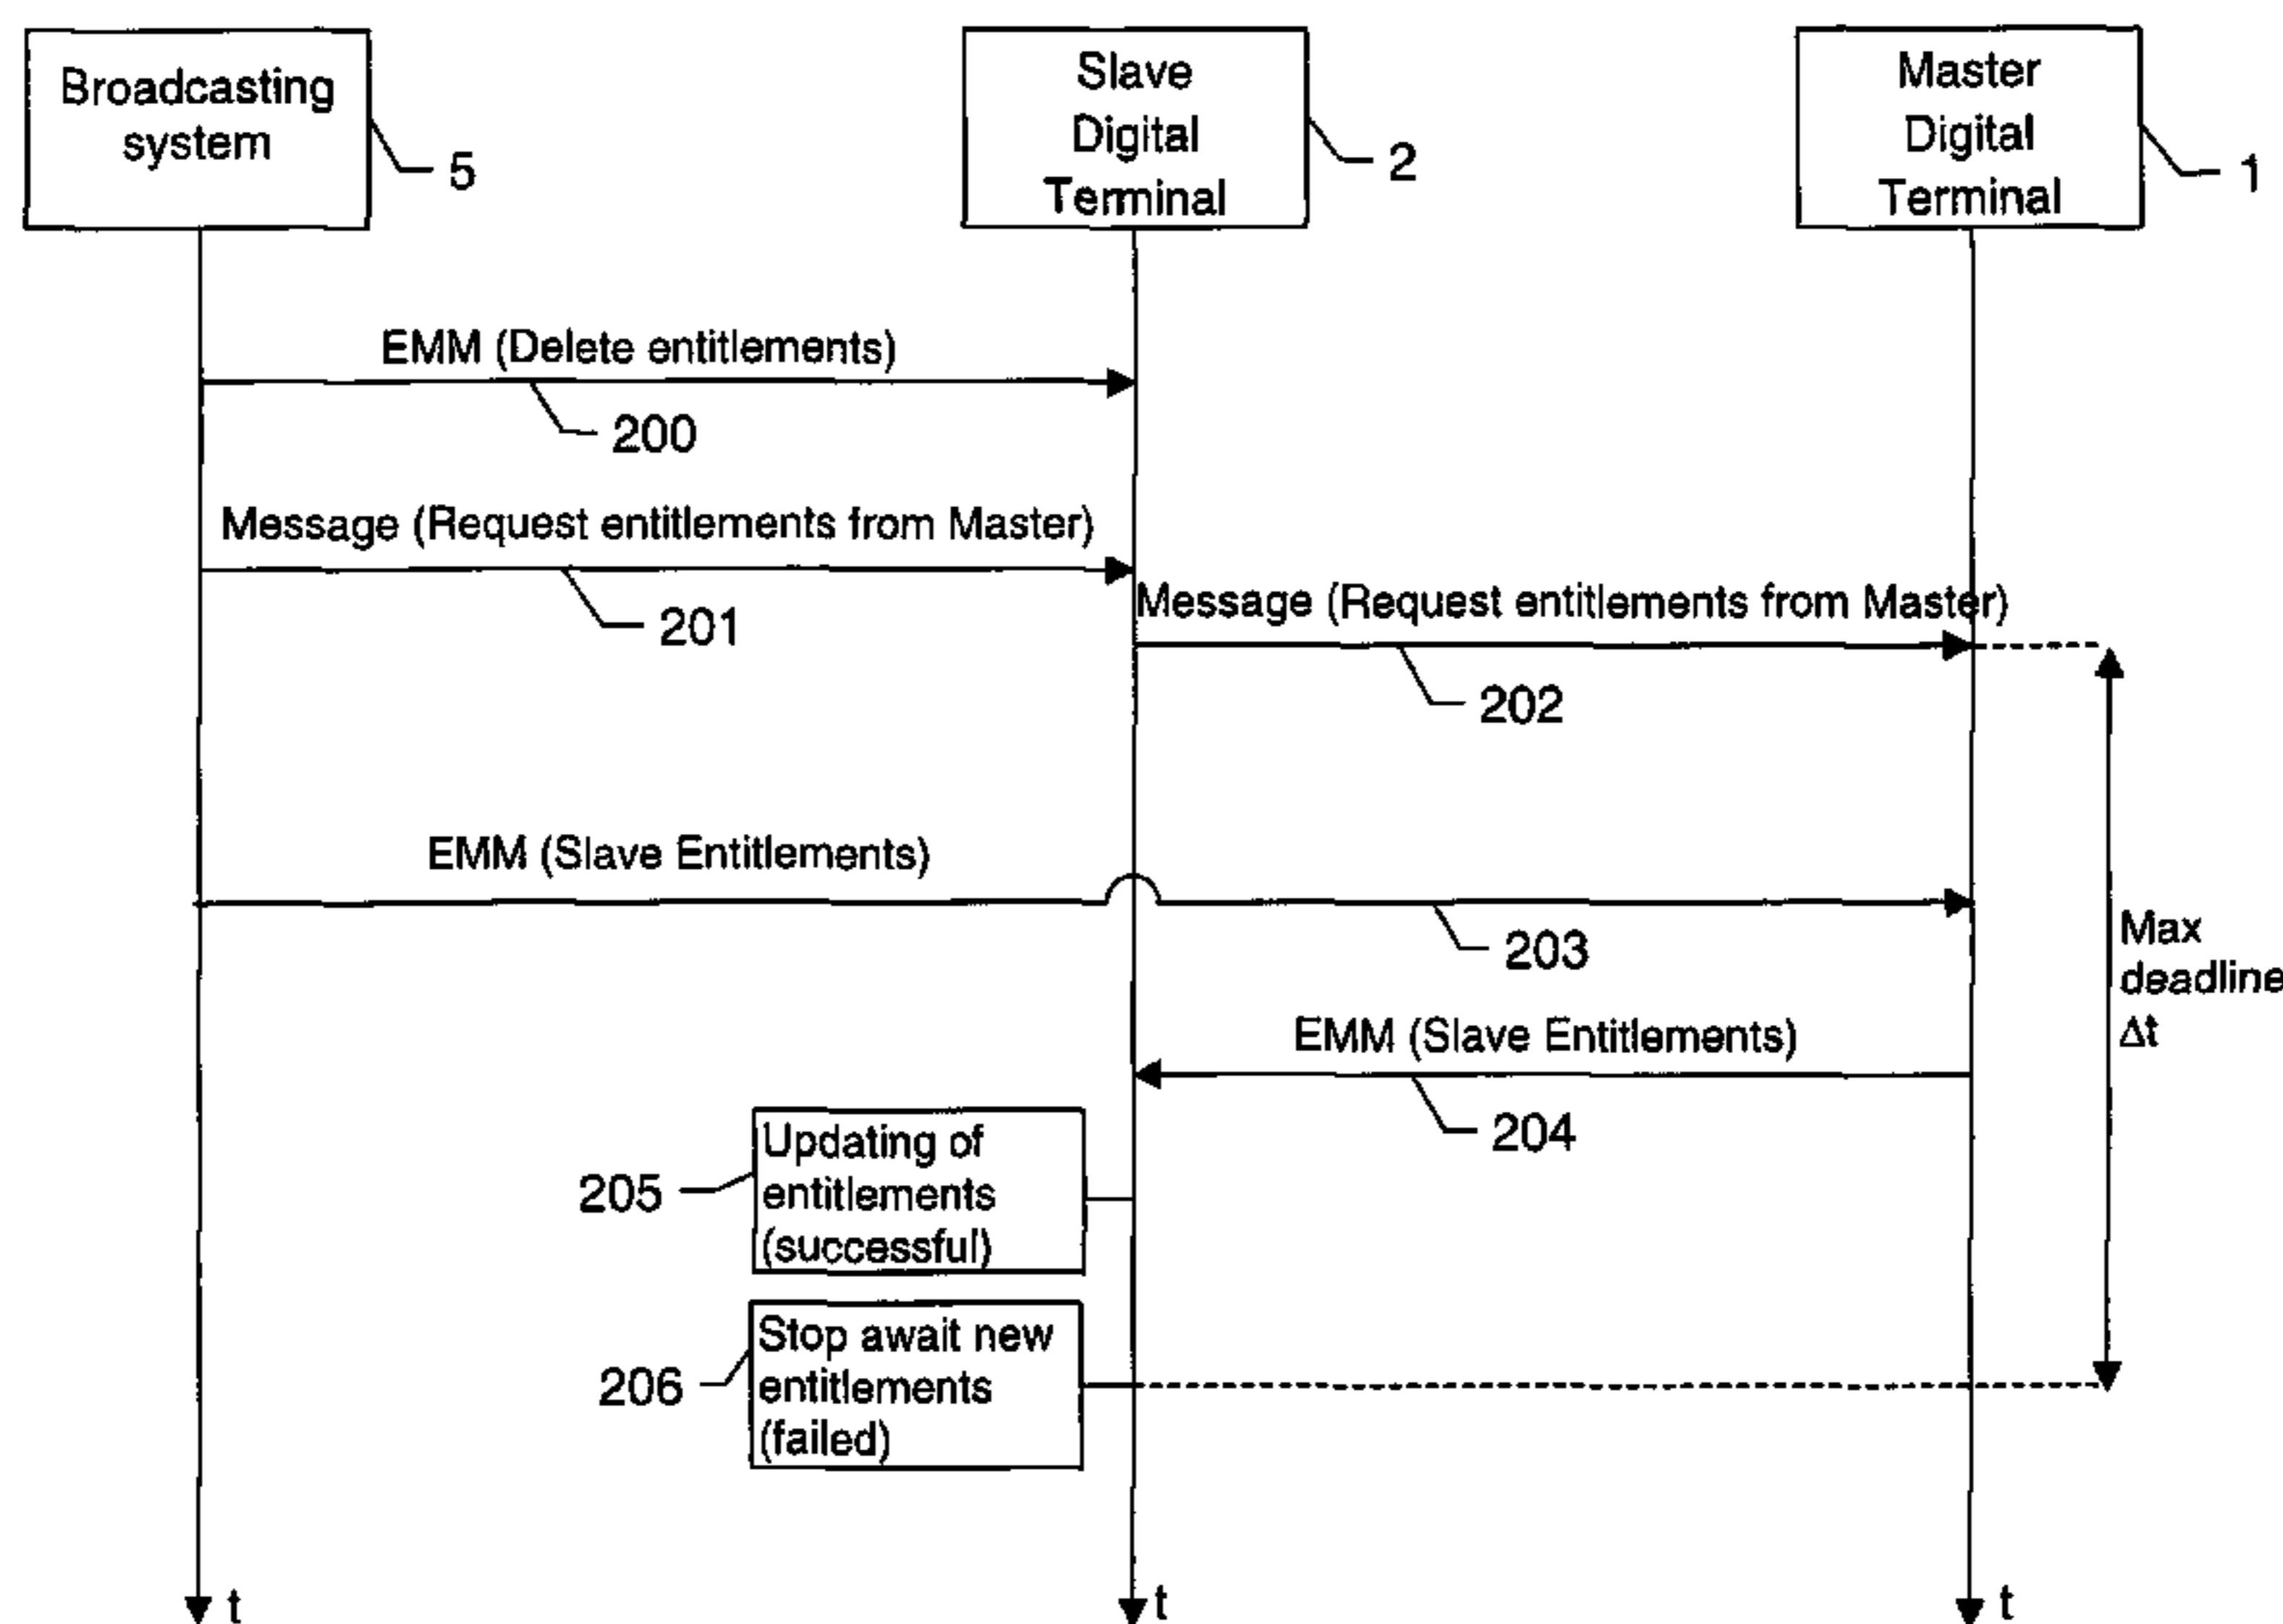 Broadcasting
system
5
Slave
Digital
Terminal
2
Master
Digital
Terminal
1
EMM (Delete entitlements)
200
Message (Request entitlements from Master)
201
Message (Request entitlements from Master)
202
EMM (Slave Entitlements)
203
Max
deadline
Δt
EMM (Slave Entitlements)
204
Updating of
entitlements
(successful)
205
Stop await new
entitlements
(failed)
206
t
t
t